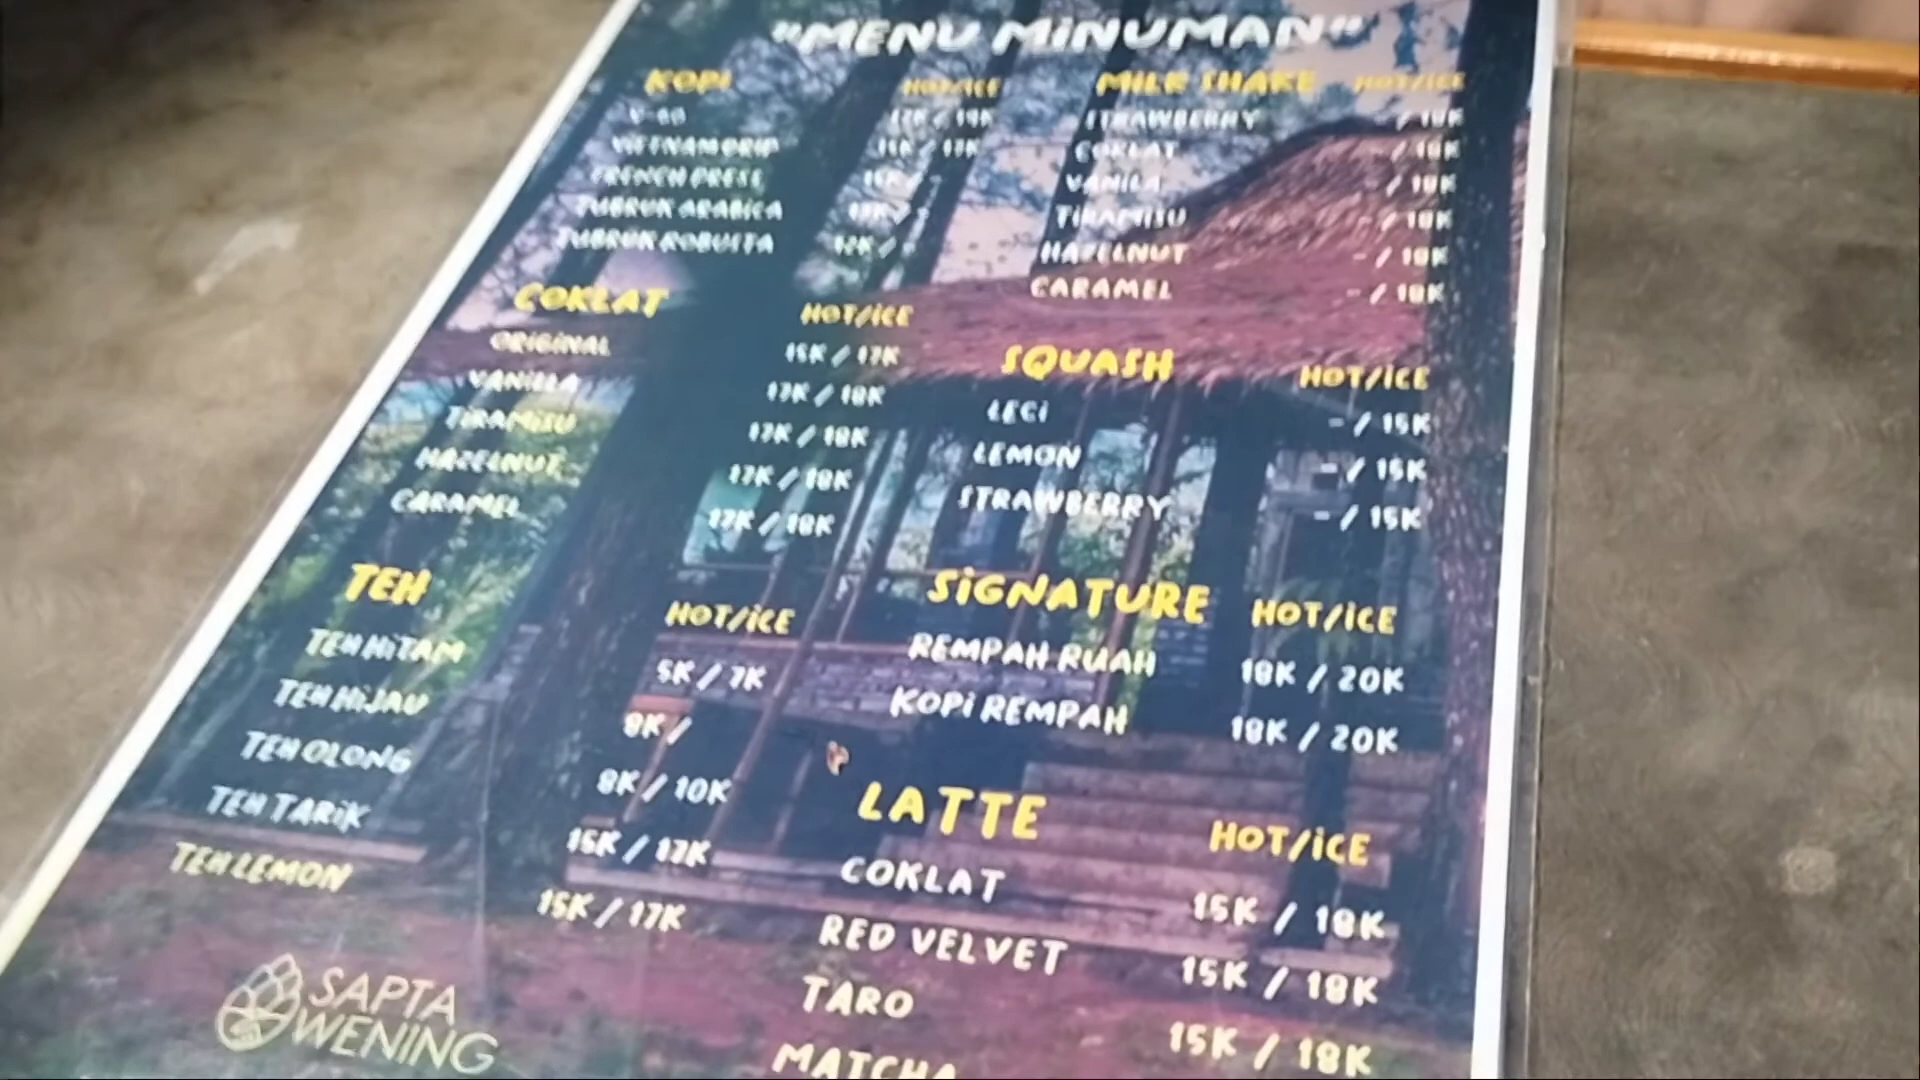 "MENU MiNUMAN"
KOPi HOT/iCE
V-60 17K / 19K
ViETNAM DRiP 15K / 17K
FRENCH PRESS 15K / -
TUBRUK ARABiCA 13K / -
TUBRUK ROBUSTA 12K / -
COKLAT HOT/iCE
ORiGiNAL 15K / 17K
VANiLLA 17K / 18K
TiRAMiSU 17K / 18K
HAZELNUT 17K / 18K
CARAMEL 17K / 18K
TEH HOT/iCE
TEH HiTAM 5K / 7K
TEH HiJAU 8K /
TEH OLONG 8K / 10K
TEH TARiK 15K / 17K
TEH LEMON 15K / 17K
SAPTA
WENING
MiLK SHAKE HOT/iCE
STRAWBERRY - / 18K
COKLAT - / 18K
VANiLA - / 18K
TiRAMiSU - / 18K
HAZELNUT - / 18K
CARAMEL - / 18K
SQUASH HOT/iCE
LECi - / 15K
LEMON - / 15K
STRAWBERRY - / 15K
SiGNATURE HOT/iCE
REMPAH RUAH 18K / 20K
KOPi REMPAH 18K / 20K
LATTE HOT/iCE
COKLAT 15K / 18K
RED VELVET 15K / 18K
TARO 15K / 18K
MATCHA